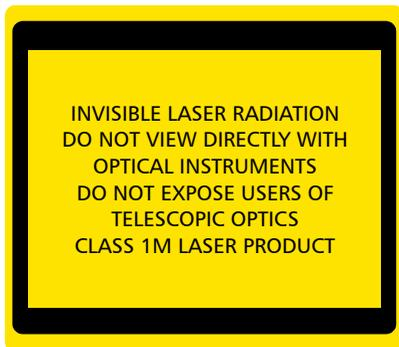 INVISIBLE LASER RADIATION
DO NOT VIEW DIRECTLY WITH
OPTICAL INSTRUMENTS
DO NOT EXPOSE USERS OF
TELESCOPIC OPTICS
CLASS 1M LASER PRODUCT